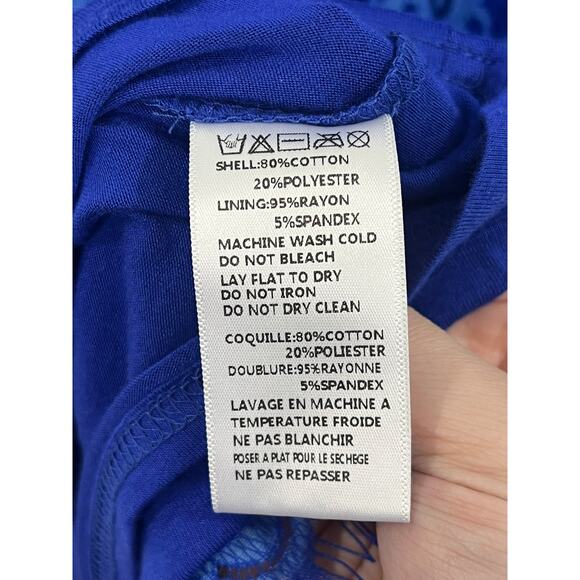 SHELL:80%COTTON
20%POLYESTER
LINING:95%RAYON
5%SPANDEX
MACHINE WASH COLD
DO NOT BLEACH
LAY FLAT TO DRY
DO NOT IRON
DO NOT DRY CLEAN
COQUILLE:80%COTTON
20%POLIESTER
DOUBLURE:95%RAYONNE
5%SPANDEX
LAVAGE EN MACHINE A
TEMPERATURE FROIDE
NE PAS BLANCHIR
POSER A PLAT POUR LE SECHEGE
NE PAS REPASSER